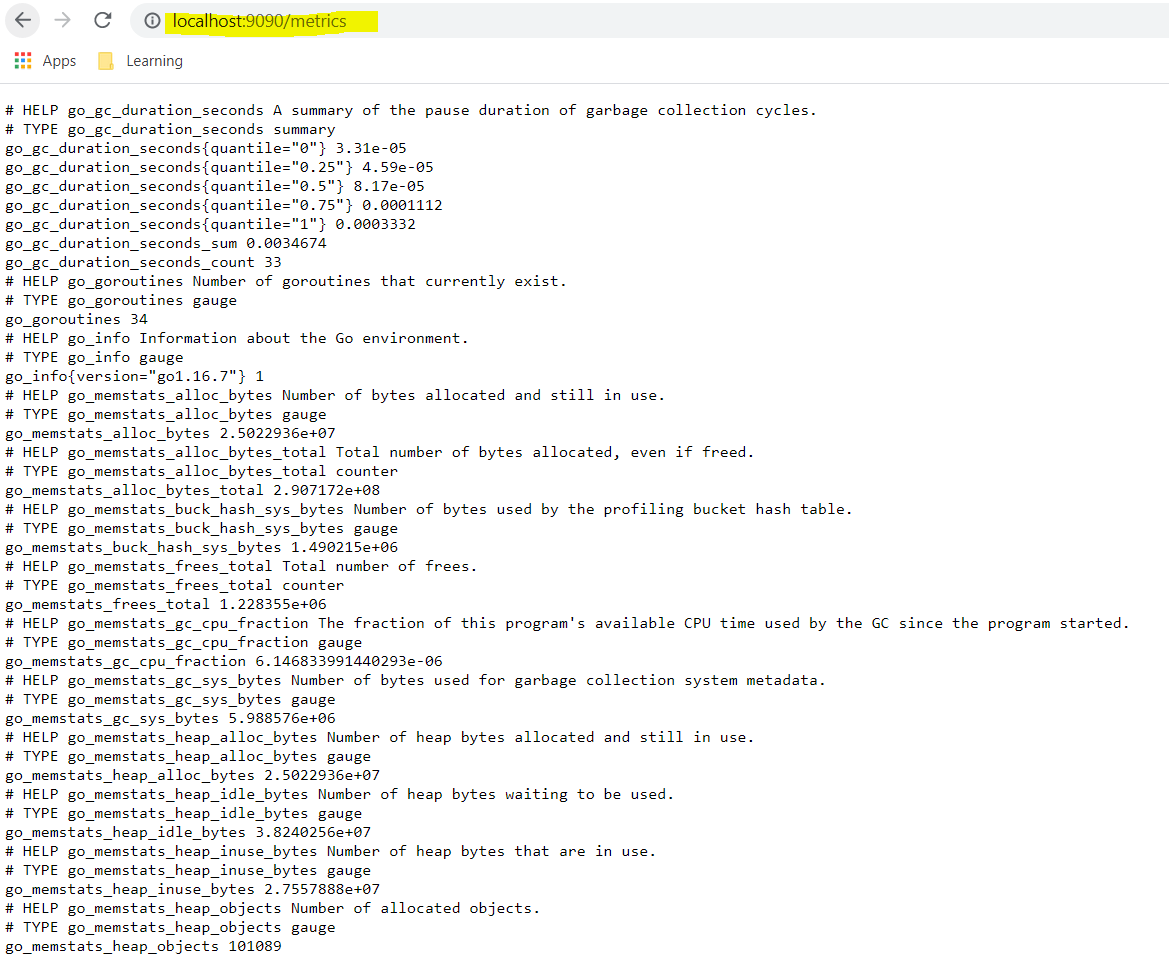 localhost:9090/metrics
Apps Learning
# HELP go_gc_duration_seconds A summary of the pause duration of garbage collection cycles.
# TYPE go_gc_duration_seconds summary
go_gc_duration_seconds{quantile="0"} 3.31e-05
go_gc_duration_seconds{quantile="0.25"} 4.59e-05
go_gc_duration_seconds{quantile="0.5"} 8.17e-05
go_gc_duration_seconds{quantile="0.75"} 0.0001112
go_gc_duration_seconds{quantile="1"} 0.0003332
go_gc_duration_seconds_sum 0.0034674
go_gc_duration_seconds_count 33
# HELP go_goroutines Number of goroutines that currently exist.
# TYPE go_goroutines gauge
go_goroutines 34
# HELP go_info Information about the Go environment.
# TYPE go_info gauge
go_info{version="go1.16.7"} 1
# HELP go_memstats_alloc_bytes Number of bytes allocated and still in use.
# TYPE go_memstats_alloc_bytes gauge
go_memstats_alloc_bytes 2.5022936e+07
# HELP go_memstats_alloc_bytes_total Total number of bytes allocated, even if freed.
# TYPE go_memstats_alloc_bytes_total counter
go_memstats_alloc_bytes_total 2.907172e+08
# HELP go_memstats_buck_hash_sys_bytes Number of bytes used by the profiling bucket hash table.
# TYPE go_memstats_buck_hash_sys_bytes gauge
go_memstats_buck_hash_sys_bytes 1.490215e+06
# HELP go_memstats_frees_total Total number of frees.
# TYPE go_memstats_frees_total counter
go_memstats_frees_total 1.228355e+06
# HELP go_memstats_gc_cpu_fraction The fraction of this program's available CPU time used by the GC since the program started.
# TYPE go_memstats_gc_cpu_fraction gauge
go_memstats_gc_cpu_fraction 6.146833991440293e-06
# HELP go_memstats_gc_sys_bytes Number of bytes used for garbage collection system metadata.
# TYPE go_memstats_gc_sys_bytes gauge
go_memstats_gc_sys_bytes 5.988576e+06
# HELP go_memstats_heap_alloc_bytes Number of heap bytes allocated and still in use.
# TYPE go_memstats_heap_alloc_bytes gauge
go_memstats_heap_alloc_bytes 2.5022936e+07
# HELP go_memstats_heap_idle_bytes Number of heap bytes waiting to be used.
# TYPE go_memstats_heap_idle_bytes gauge
go_memstats_heap_idle_bytes 3.8240256e+07
# HELP go_memstats_heap_inuse_bytes Number of heap bytes that are in use.
# TYPE go_memstats_heap_inuse_bytes gauge
go_memstats_heap_inuse_bytes 2.7557888e+07
# HELP go_memstats_heap_objects Number of allocated objects.
# TYPE go_memstats_heap_objects gauge
go_memstats_heap_objects 101089